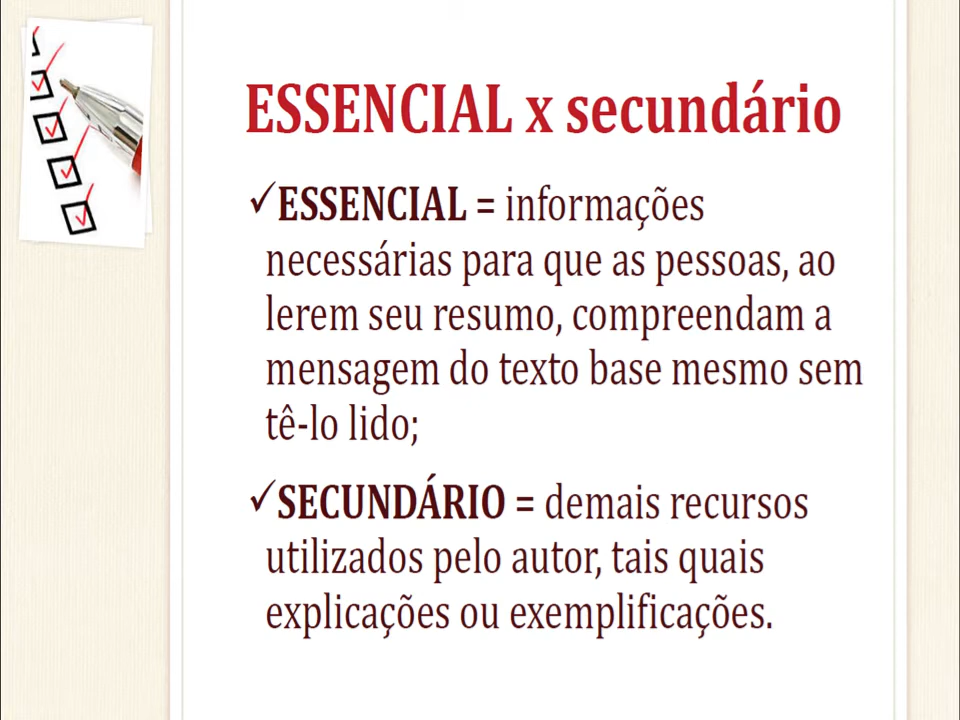 ESSENCIAL x secundário
✓ESSENCIAL = informações
necessárias para que as pessoas, ao
lerem seu resumo, compreendam a
mensagem do texto base mesmo sem
tê-lo lido;
✓SECUNDÁRIO = demais recursos
utilizados pelo autor, tais quais
explicações ou exemplificações.